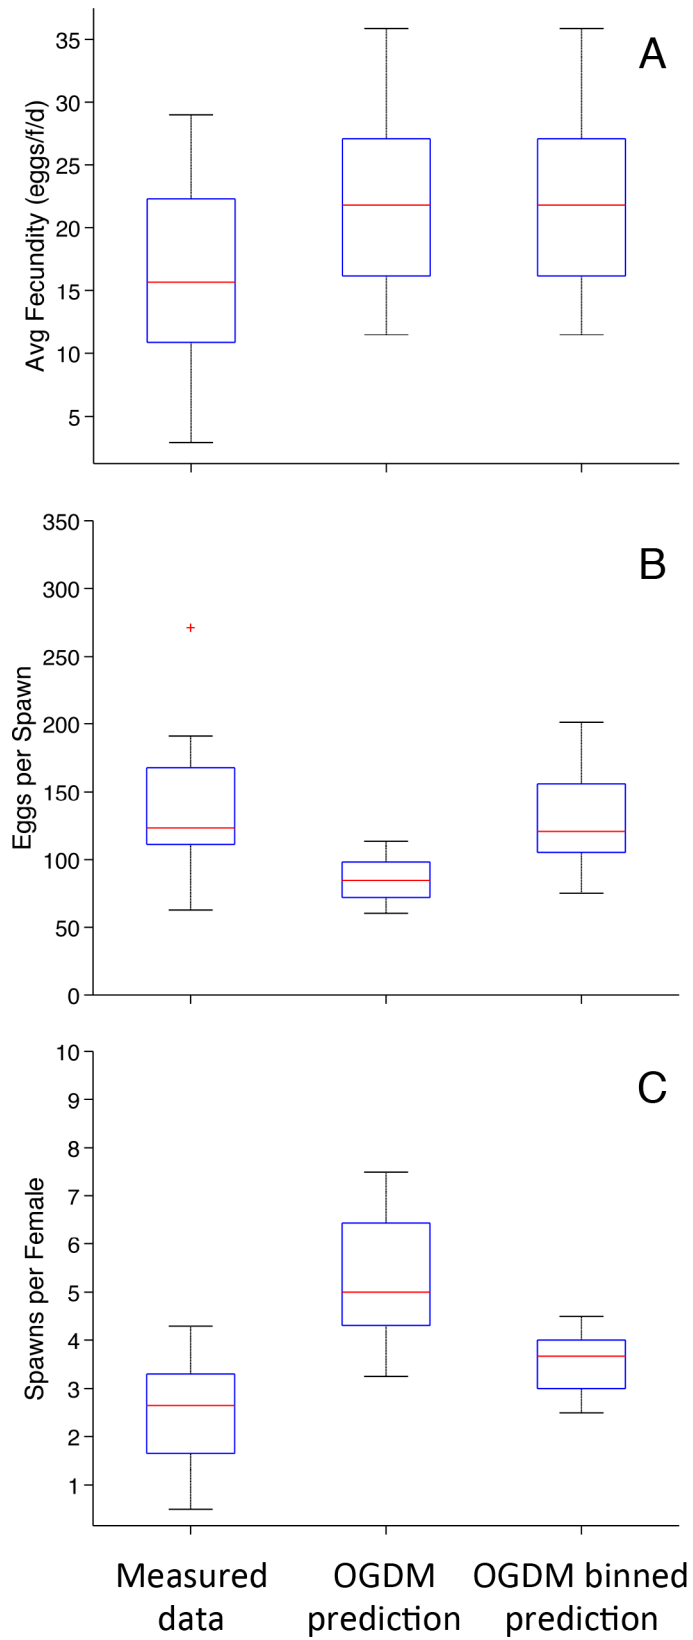 A
Avg Fecundity (eggs/f/d)
35
30
25
20
15
10
5
B
Eggs per Spawn
350
300
250
200
150
100
50
0
C
Spawns per Female
10
9
8
7
6
5
4
3
2
1
Measured data
OGDM prediction
OGDM binned prediction